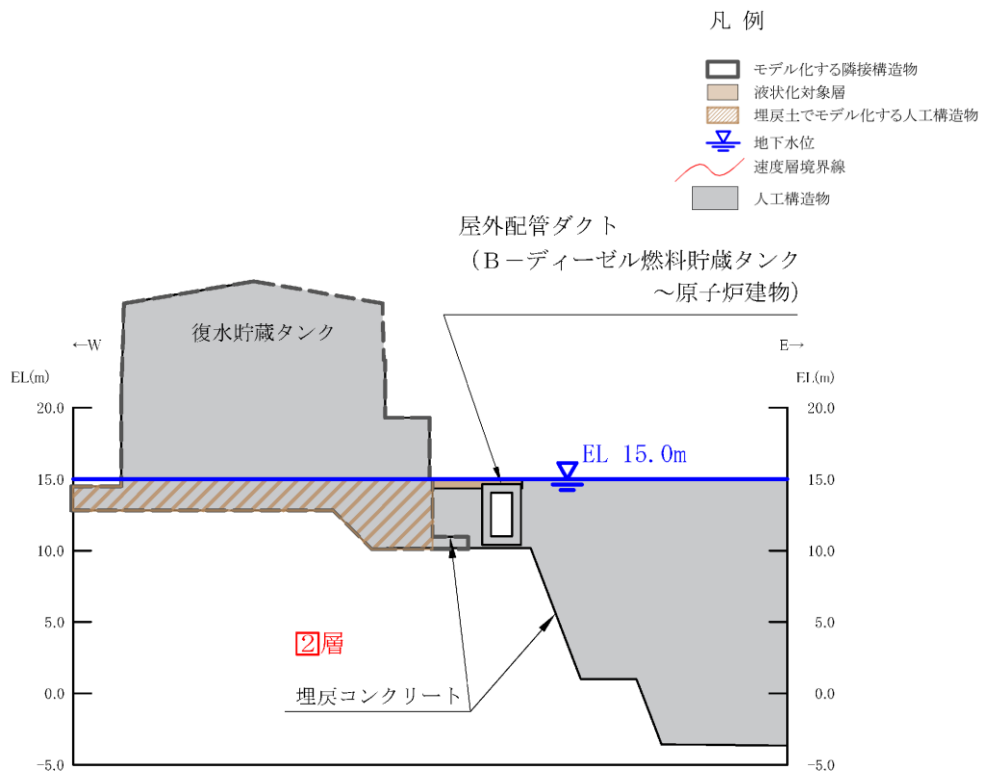 凡 例
モデル化する隣接構造物
液状化対象層
埋戻土でモデル化する人工構造物
地下水位
速度層境界線
人工構造物
屋外配管ダクト
（B－ディーゼル燃料貯蔵タンク
～原子炉建物）
復水貯蔵タンク
←W
E→
EL(m)
EL(m)
20.0
20.0
EL 15.0m
15.0
15.0
10.0
10.0
5.0
5.0
2層
埋戻コンクリート
0.0
0.0
-5.0
-5.0